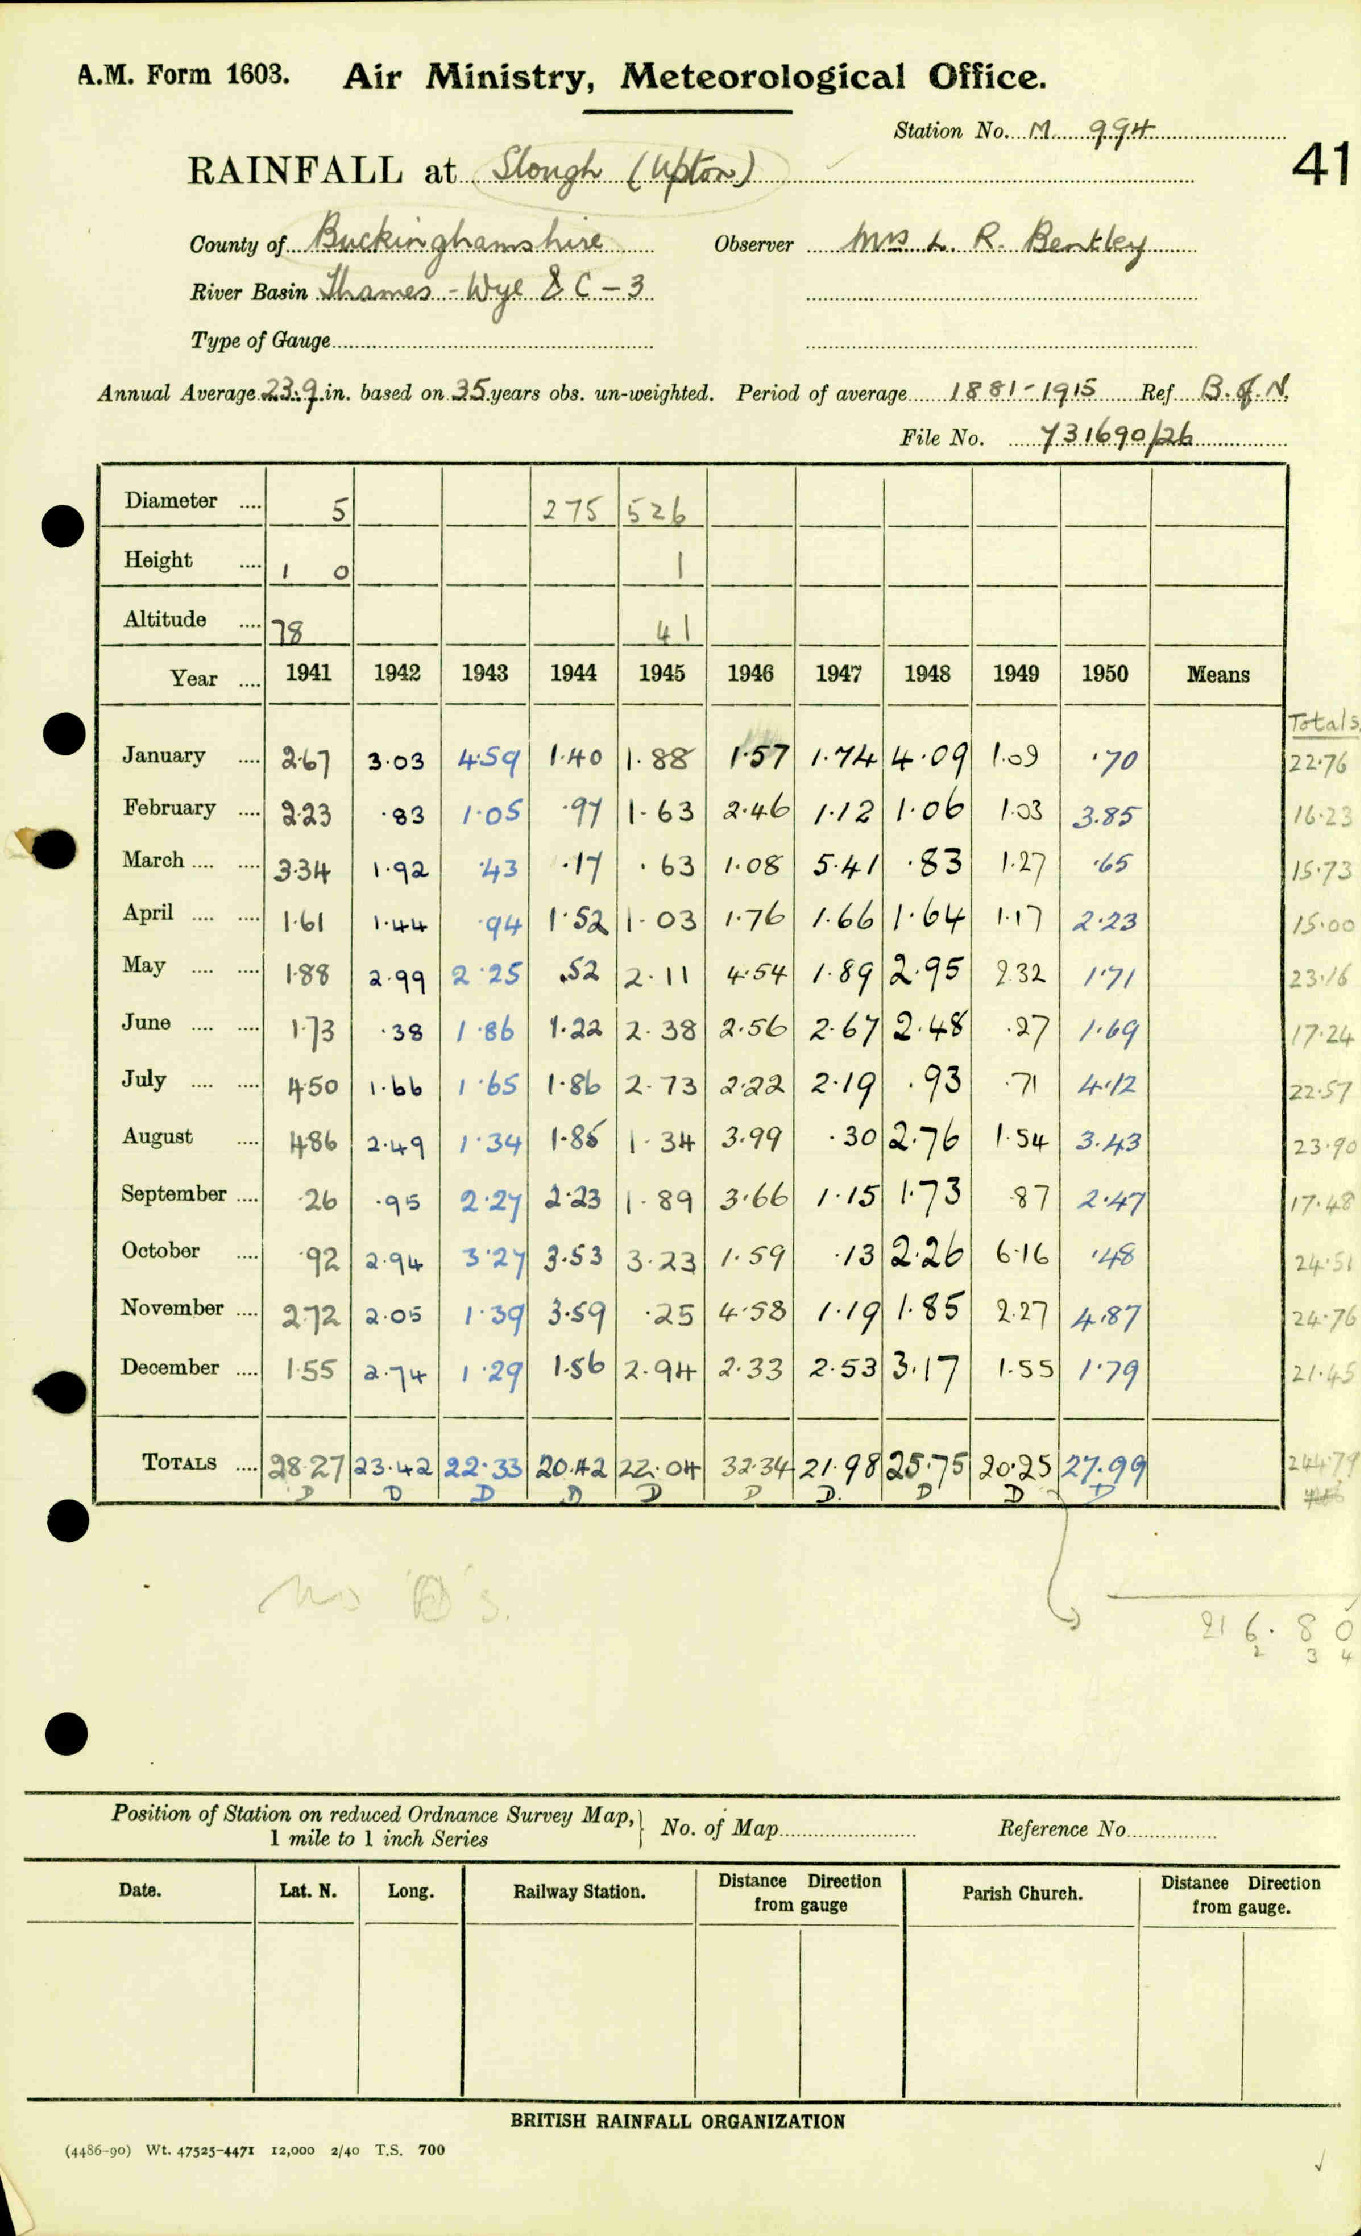 A.M. Form 1603. Air Ministry, Meteorological Office.
Station No. M 994
41
RAINFALL at Slough (Upton)
County of Buckinghamshire Observer Mrs L. R. Bentley
River Basin Thames - Wye & C - 3
Type of Gauge
Annual Average 23.9 in. based on 35 years obs. un-weighted. Period of average 1881-1915 Ref B. of N.
File No. 731690/26
Diameter .... 5 275 526
Height .... 1 0 1
Altitude .... 78 41
Year .... 1941 1942 1943 1944 1945 1946 1947 1948 1949 1950 Means
Totals
January .... 2.67 3.03 4.59 1.40 1.88 1.57 1.74 4.09 1.09 .70 22.76
February .... 2.23 .83 1.05 .97 1.63 2.46 1.12 1.06 1.03 3.85 16.23
March .... .... 3.34 1.92 .43 .17 .63 1.08 5.41 .83 1.27 .65 15.73
April .... .... 1.61 1.44 .94 1.52 1.03 1.76 1.66 1.64 1.17 2.23 15.00
May .... .... 1.88 2.99 2.25 .52 2.11 4.54 1.89 2.95 2.32 1.71 23.16
June .... .... 1.73 .38 1.86 1.22 2.38 2.56 2.67 2.48 .27 1.69 17.24
July .... .... 4.50 1.66 1.65 1.86 2.73 2.22 2.19 .93 .71 4.12 22.57
August .... 4.86 2.49 1.34 1.85 1.34 3.99 .30 2.76 1.54 3.43 23.90
September .... .26 .95 2.27 2.23 1.89 3.66 1.15 1.73 .87 2.47 17.48
October .... .92 2.94 3.27 3.53 3.23 1.59 .13 2.26 6.16 .48 24.51
November .... 2.72 2.05 1.39 3.59 .25 4.58 1.19 1.85 2.27 4.87 24.76
December .... 1.55 2.74 1.29 1.56 2.94 2.33 2.53 3.17 1.55 1.79 21.45
TOTALS .... 28.27 23.42 22.33 20.42 22.04 32.34 21.98 25.75 20.25 27.99 244.79
D D D D D D D. D D D
no D's.
216.80
2 3 4
Position of Station on reduced Ordnance Survey Map, } No. of Map Reference No.
1 mile to 1 inch Series
Date. Lat. N. Long. Railway Station. Distance Direction from gauge Parish Church. Distance Direction from gauge.
BRITISH RAINFALL ORGANIZATION
(4486-90) Wt. 47525-4471 12,000 2/40 T.S. 700